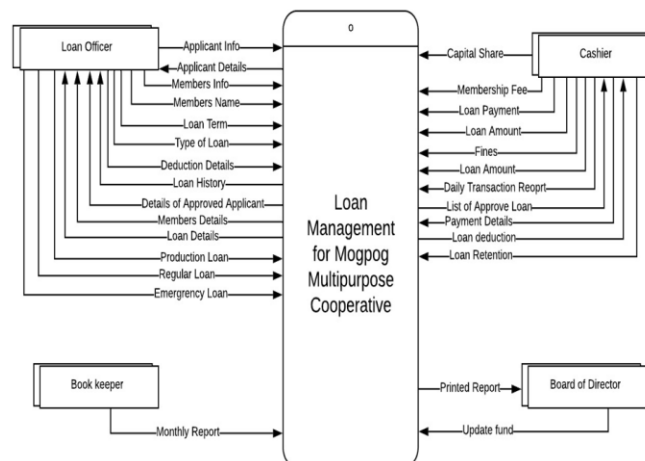 Loan Officer
Applicant Info
Applicant Details
Members Info
Members Name
Loan Term
Type of Loan
Deduction Details
Loan History
Details of Approved Applicant
Members Details
Loan Details
Production Loan
Regular Loan
Emergency Loan
o
Loan
Management
for Mogpog
Multipurpose
Cooperative
Cashier
Capital Share
Membership Fee
Loan Payment
Loan Amount
Fines
Loan Amount
Daily Transaction Reoprt
List of Approve Loan
Payment Details
Loan deduction
Loan Retention
Book keeper
Monthly Report
Printed Report
Board of Director
Update fund